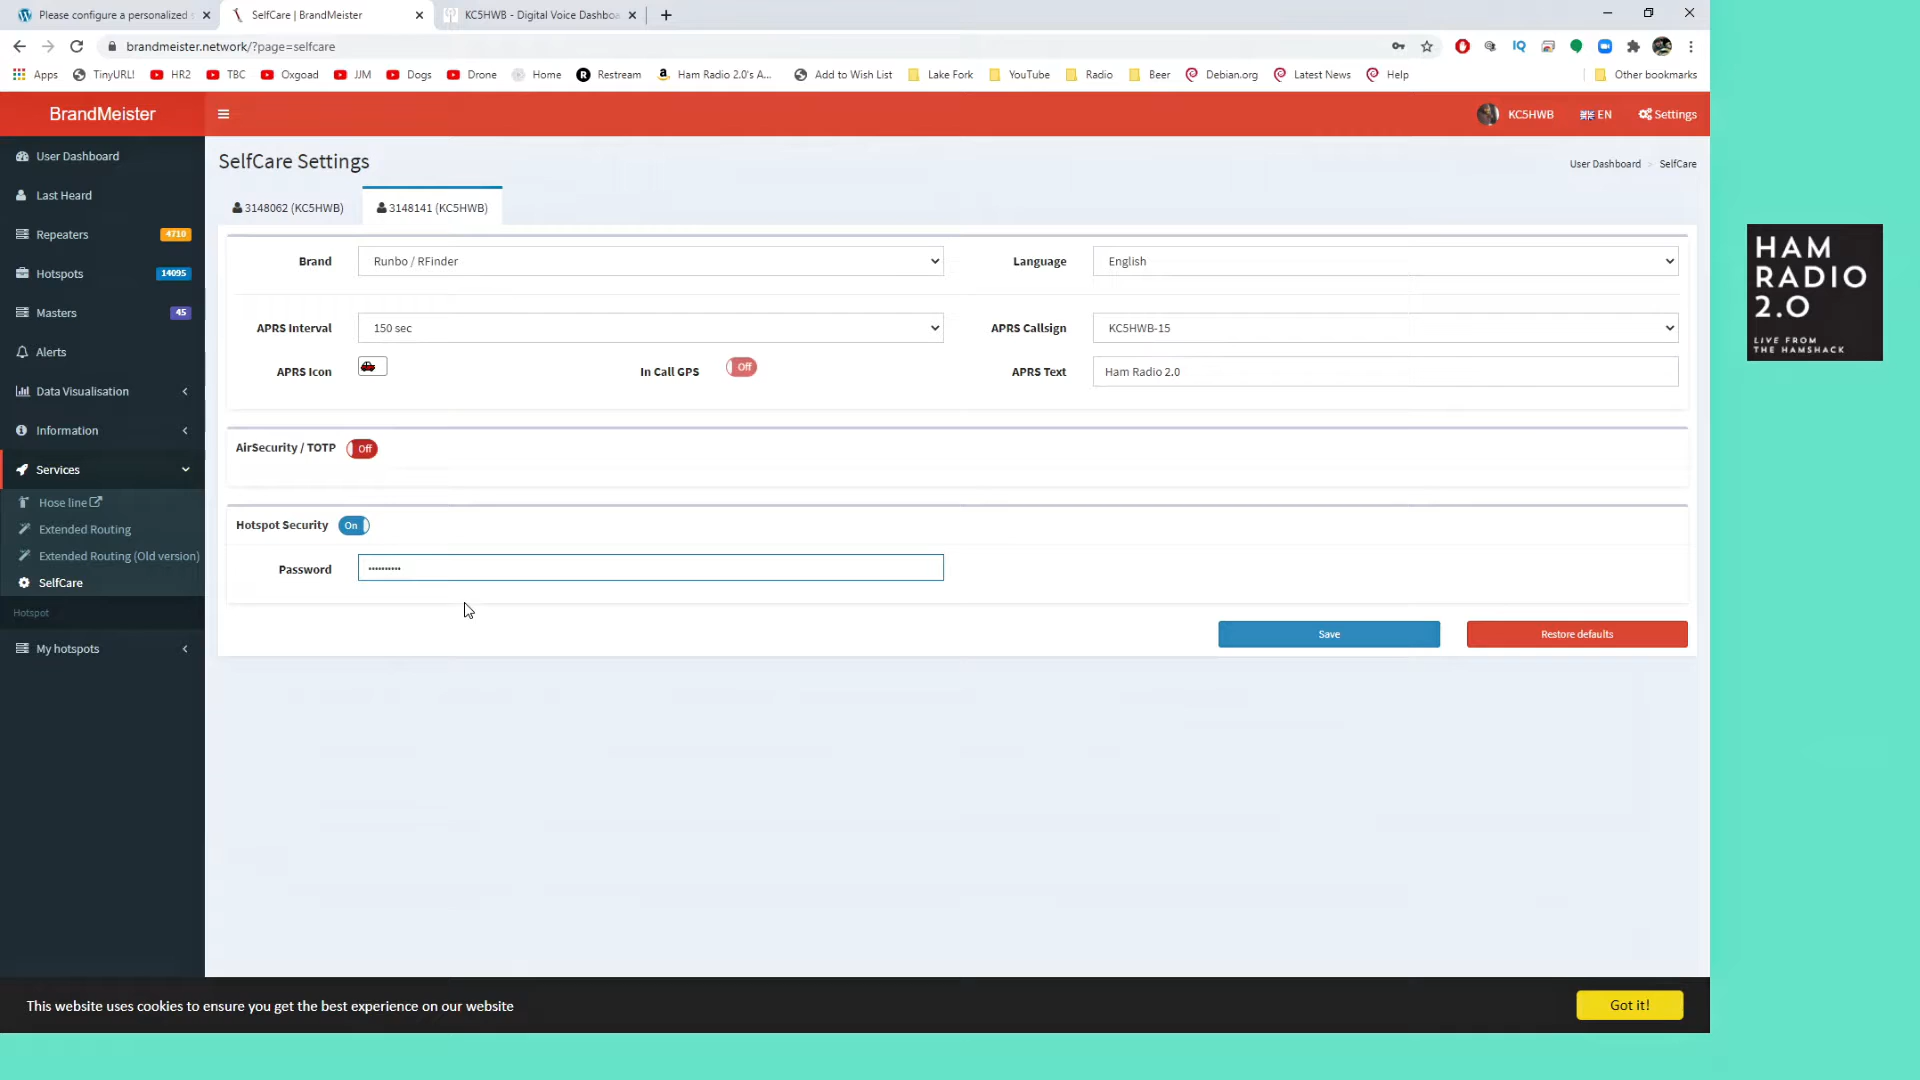 Please configure a personalized
SelfCare | BrandMeister
KC5HWB - Digital Voice Dashbo
brandmeister.network/?page=selfcare
IQ
Apps
TinyURL!
HR2
TBC
Oxgoad
JJM
Dogs
Drone
Home
Restream
Ham Radio 2.0's A...
Add to Wish List
Lake Fork
YouTube
Radio
Beer
Debian.org
Latest News
Help
Other bookmarks
BrandMeister
KC5HWB
EN
Settings
User Dashboard
Last Heard
Repeaters 4710
Hotspots 14095
Masters 45
Alerts
Data Visualisation
Information
Services
Hose line
Extended Routing
Extended Routing (Old version)
SelfCare
Hotspot
My hotspots
SelfCare Settings
User Dashboard > SelfCare
3148062 (KC5HWB)
3148141 (KC5HWB)
Brand Runbo / RFinder
Language English
APRS Interval 150 sec
APRS Callsign KC5HWB-15
APRS Icon
In Call GPS Off
APRS Text Ham Radio 2.0
AirSecurity / TOTP Off
Hotspot Security On
Password ••••••••••
Save
Restore defaults
This website uses cookies to ensure you get the best experience on our website
Got it!
HAM
RADIO
2.0
LIVE FROM
THE HAMSHACK